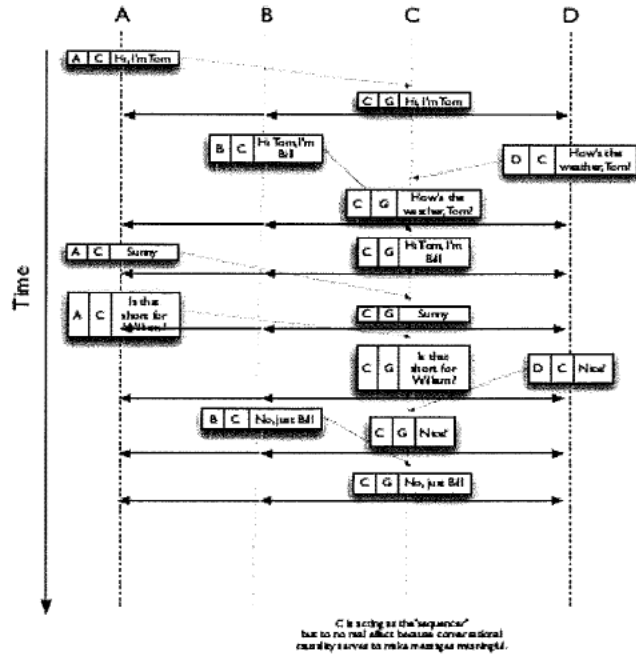 A B C D
A C Hi, I'm Tom
C G Hi, I'm Tom
B C Hi Tom, I'm
Bill
D C How's the
weather, Tom?
C G How's the
weather, Tom?
C G Hi Tom, I'm
Bill
A C Sunny
A C Is that
short for
William?
C G Sunny
C G Is that
short for
William?
D C Nice!
B C No, just Bill
C G Nice!
C G No, just Bill
Time
C is acting as the "sequencer"
but to no real effect because conversational
causality serves to make messages meaningful.